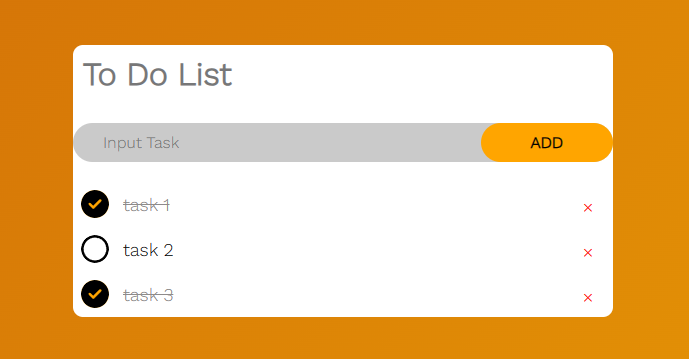 To Do List
Input Task ADD
task 1 ×
task 2 ×
task 3 ×